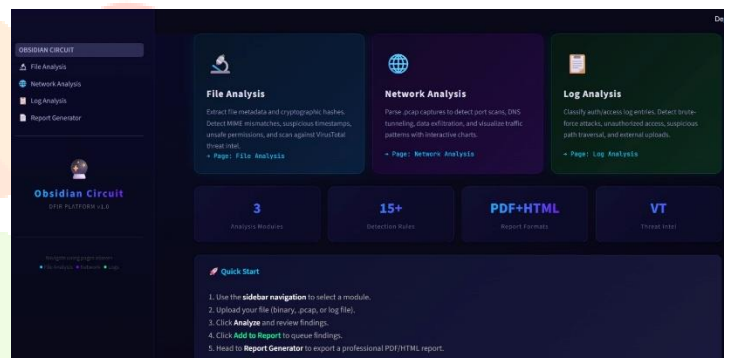 De
OBSIDIAN CIRCUIT
File Analysis
Network Analysis
Log Analysis
Report Generator
Obsidian Circuit
DFIR PLATFORM v1.0
File Analysis
Extract file metadata and cryptographic hashes.
Detect MIME mismatches, suspicious timestamps,
unsafe permissions, and scan against VirusTotal
threat intel.
→ Page: File Analysis
Network Analysis
Parse .pcap captures to detect port scans, DNS
tunneling, data exfiltration, and visualize traffic
patterns with interactive charts.
→ Page: Network Analysis
Log Analysis
Classify auth/access log entries. Detect brute-
force attacks, unauthorized access, suspicious
path traversal, and external uploads.
→ Page: Log Analysis
3
Analysis Modules
15+
Detection Rules
PDF+HTML
Report Formats
VT
Threat Intel
Quick Start
1. Use the sidebar navigation to select a module.
2. Upload your file (binary, .pcap, or log file).
3. Click Analyze and review findings.
4. Click Add to Report to queue findings.
5. Head to Report Generator to export a professional PDF/HTML report.